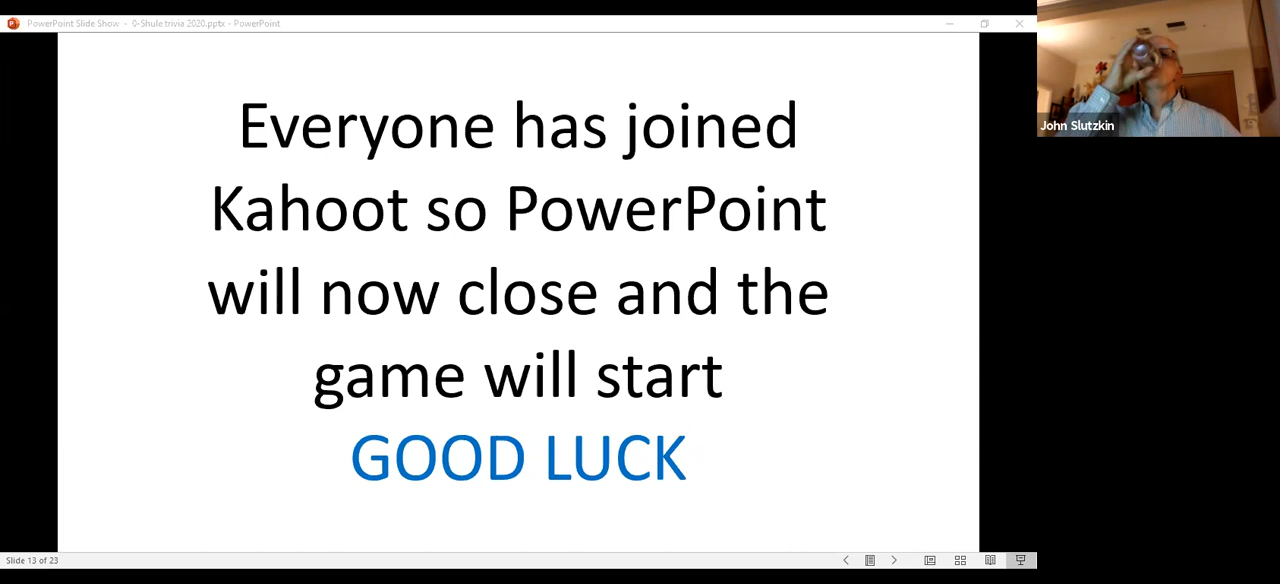 PowerPoint Slide Show - 0-Shule trivia 2020.pptx - PowerPoint
John Slutzkin
Everyone has joined
Kahoot so PowerPoint
will now close and the
game will start
GOOD LUCK
Slide 13 of 23